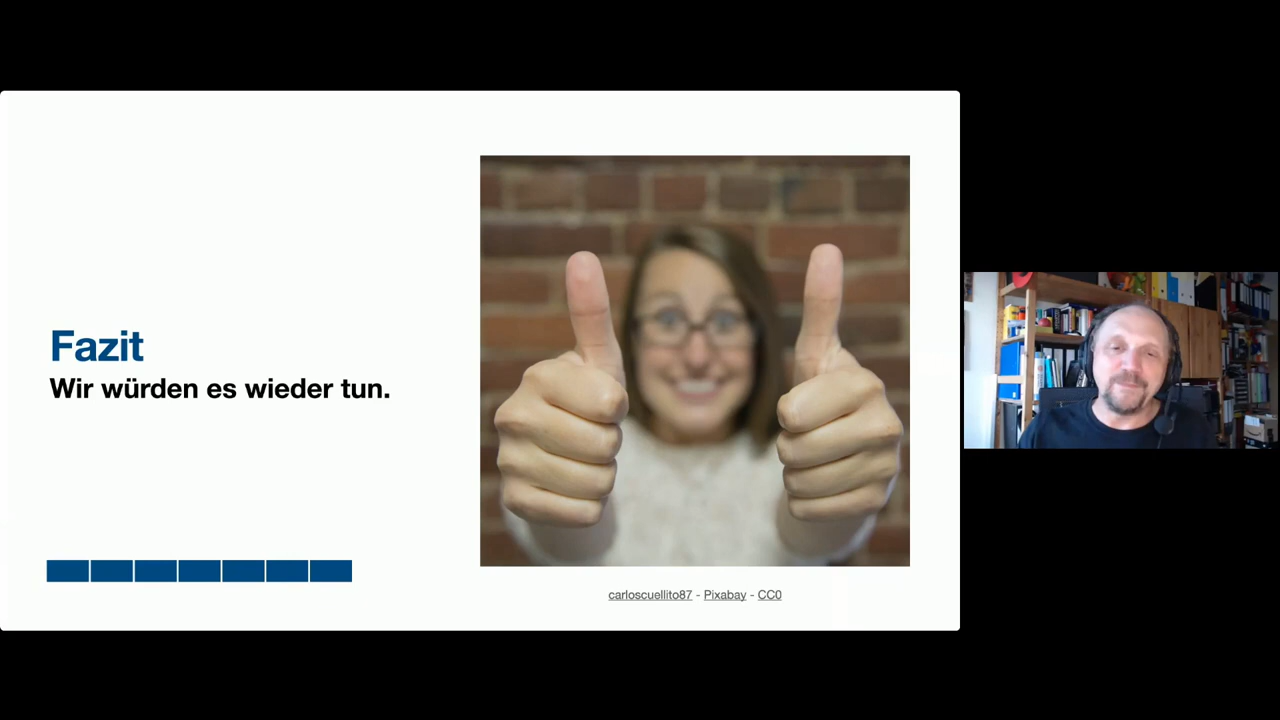 Fazit
Wir würden es wieder tun.
carloscuellito87 - Pixabay - CC0